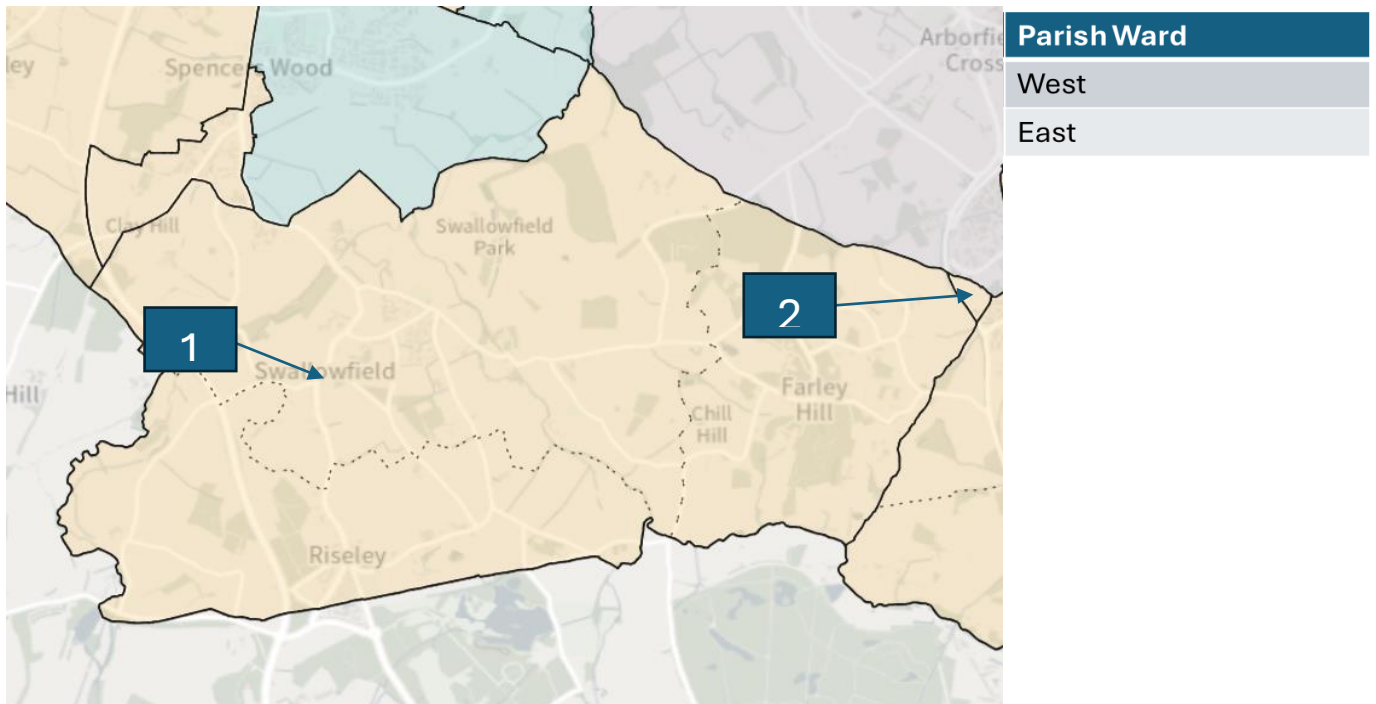 Parish Ward
West
East
Arborfie
Cross
ley
Spencers Wood
Clay Hill
Swallowfield
Park
2
1
Swallowfield
Hill
Farley
Hill
Chill
Hill
Riseley